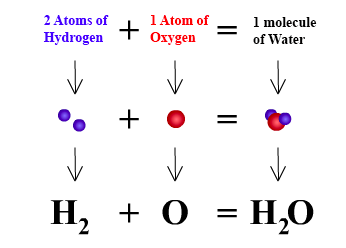 2 Atoms of Hydrogen + 1 Atom of Oxygen = 1 molecule of Water
+ =
H₂ + O = H₂O